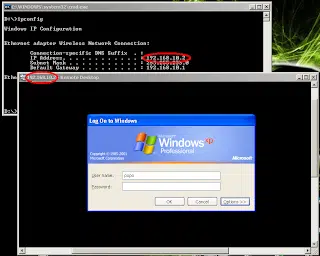 C:\WINDOWS\system32\cmd.exe
D:\>ipconfig
Windows IP Configuration
Ethernet adapter Wireless Network Connection:
Connection-specific DNS Suffix . :
IP Address. . . . . . . . . . . . : 192.168.10.2
Subnet Mask . . . . . . . . . . . : 255.255.255.0
Default Gateway . . . . . . . . . : 192.168.10.1
192.168.10.2 - Remote Desktop
Log On to Windows
Microsoft
Windows xp
Professional
Copyright © 1985-2001
Microsoft Corporation
Microsoft
User name:
Password:
OK
Cancel
Options >>